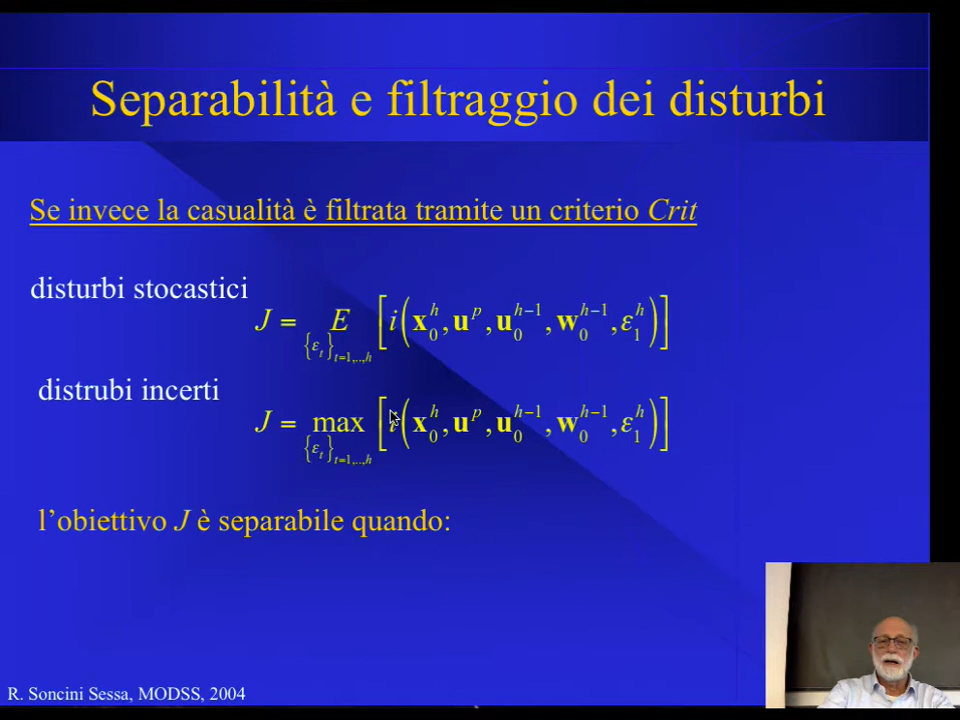 Separabilità e filtraggio dei disturbi
Se invece la casualità è filtrata tramite un criterio Crit
disturbi stocastici
J = E_{{ε_t}_{t=1,..,h}} [i(x_0^h, u^p, u_0^{h−1}, w_0^{h−1}, ε_1^h)]
distrubi incerti
J = max_{{ε_t}_{t=1,..,h}} [i(x_0^h, u^p, u_0^{h−1}, w_0^{h−1}, ε_1^h)]
l’obiettivo J è separabile quando:
R. Soncini Sessa, MODSS, 2004